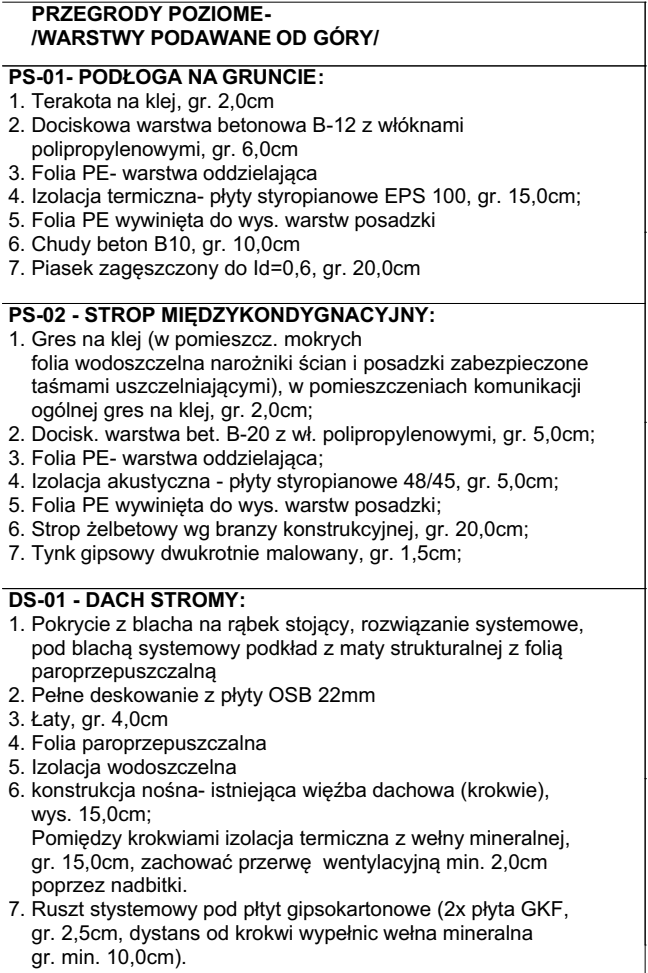 PRZEGRODY POZIOME-
/WARSTWY PODAWANE OD GÓRY/
PS-01- PODŁOGA NA GRUNCIE:
1. Terakota na klej, gr. 2,0cm
2. Dociskowa warstwa betonowa B-12 z włóknami
polipropylenowymi, gr. 6,0cm
3. Folia PE- warstwa oddzielająca
4. Izolacja termiczna- płyty styropianowe EPS 100, gr. 15,0cm;
5. Folia PE wywinięta do wys. warstw posadzki
6. Chudy beton B10, gr. 10,0cm
7. Piasek zagęszczony do Id=0,6, gr. 20,0cm
PS-02 - STROP MIĘDZYKONDYGNACYJNY:
1. Gres na klej (w pomieszcz. mokrych
folia wodoszczelna narożniki ścian i posadzki zabezpieczone
taśmami uszczelniającymi), w pomieszczeniach komunikacji
ogólnej gres na klej, gr. 2,0cm;
2. Docisk. warstwa bet. B-20 z wł. polipropylenowymi, gr. 5,0cm;
3. Folia PE- warstwa oddzielająca;
4. Izolacja akustyczna - płyty styropianowe 48/45, gr. 5,0cm;
5. Folia PE wywinięta do wys. warstw posadzki;
6. Strop żelbetowy wg branzy konstrukcyjnej, gr. 20,0cm;
7. Tynk gipsowy dwukrotnie malowany, gr. 1,5cm;
DS-01 - DACH STROMY:
1. Pokrycie z blacha na rąbek stojący, rozwiązanie systemowe,
pod blachą systemowy podkład z maty strukturalnej z folią
paroprzepuszczalną
2. Pełne deskowanie z płyty OSB 22mm
3. Łaty, gr. 4,0cm
4. Folia paroprzepuszczalna
5. Izolacja wodoszczelna
6. konstrukcja nośna- istniejąca więźba dachowa (krokwie),
wys. 15,0cm;
Pomiędzy krokwiami izolacja termiczna z wełny mineralnej,
gr. 15,0cm, zachować przerwę wentylacyjną min. 2,0cm
poprzez nadbitki.
7. Ruszt stystemowy pod płtyt gipsokartonowe (2x płyta GKF,
gr. 2,5cm, dystans od krokwi wypełnic wełna mineralna
gr. min. 10,0cm).